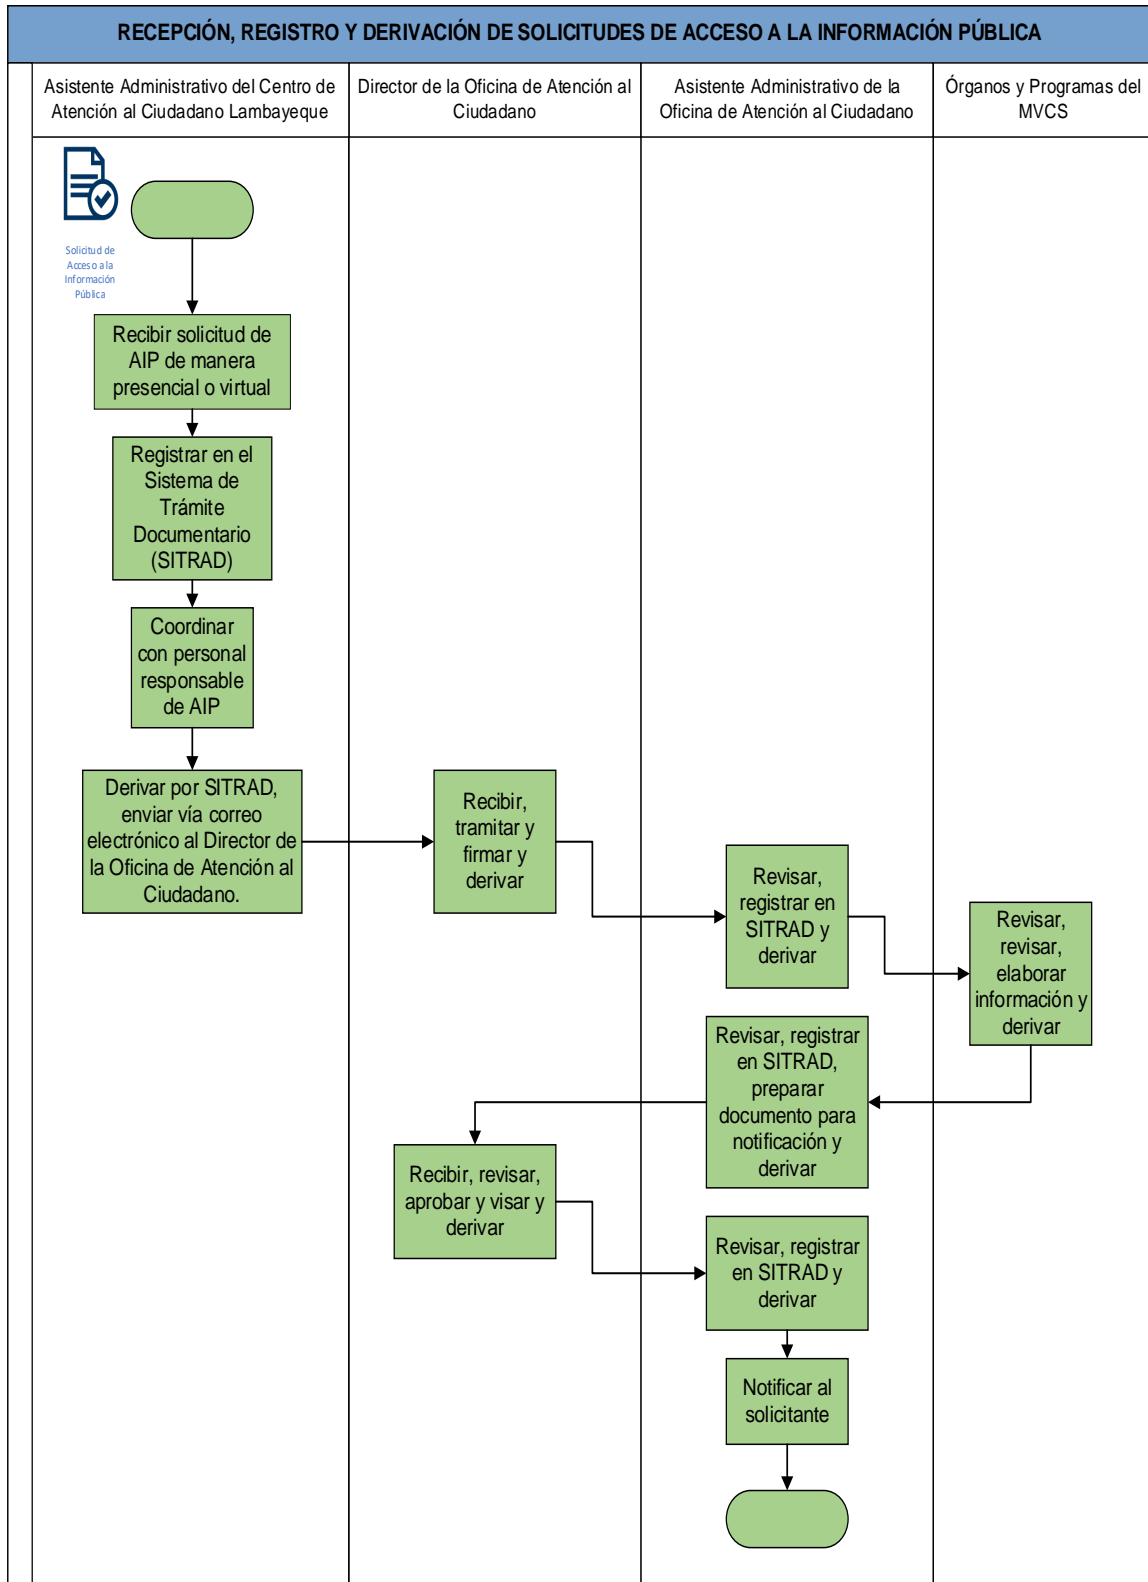 RECEPCIÓN, REGISTRO Y DERIVACIÓN DE SOLICITUDES DE ACCESO A LA INFORMACIÓN PÚBLICA
Asistente Administrativo del Centro de
Atención al Ciudadano Lambayeque
Director de la Oficina de Atención al
Ciudadano
Asistente Administrativo de la
Oficina de Atención al Ciudadano
Órganos y Programas del
MVCS
Solicitud de
Acceso a la
Información
Pública
Recibir solicitud de
AIP de manera
presencial o virtual
Registrar en el
Sistema de
Trámite
Documentario
(SITRAD)
Coordinar
con personal
responsable
de AIP
Derivar por SITRAD,
enviar vía correo
electrónico al Director de
la Oficina de Atención al
Ciudadano.
Recibir,
tramitar y
firmar y
derivar
Revisar,
registrar en
SITRAD y
derivar
Revisar,
revisar,
elaborar
información y
derivar
Revisar, registrar
en SITRAD,
preparar
documento para
notificación y
derivar
Recibir, revisar,
aprobar y visar y
derivar
Revisar, registrar
en SITRAD y
derivar
Notificar al
solicitante